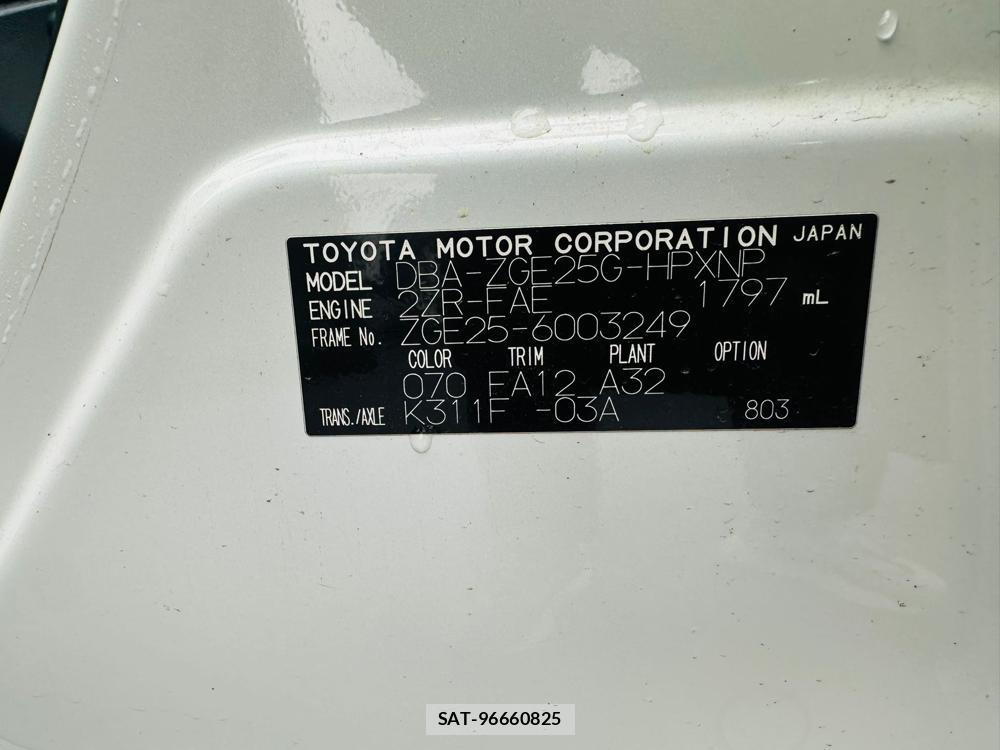 TOYOTA MOTOR CORPORATION JAPAN
MODEL DBA-ZGE25G-HPXNP
ENGINE 2ZR-FAE 1797 mL
FRAME No. ZGE25-6003249
COLOR TRIM PLANT OPTION
070 FA12 A32
TRANS./AXLE K311F -03A 803
SAT-96660825